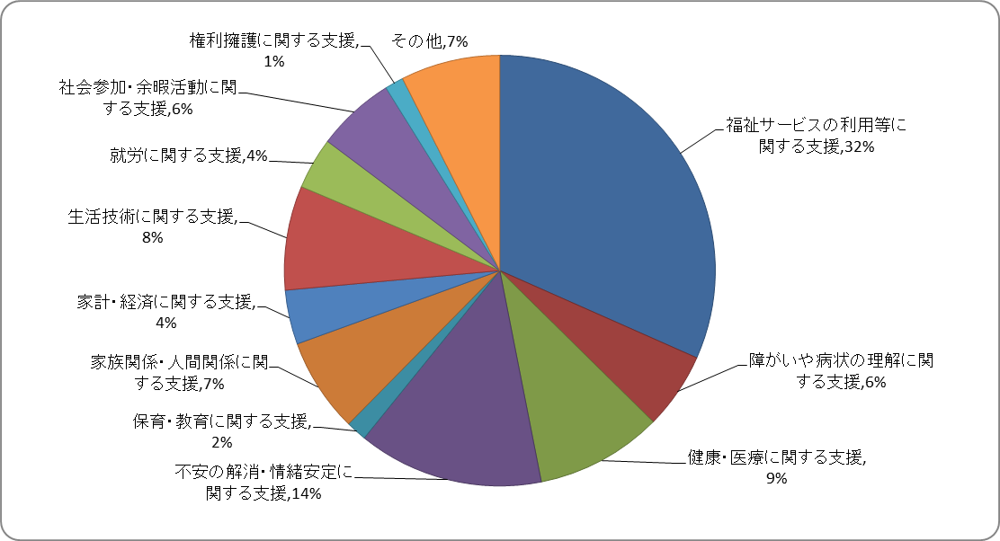 権利擁護に関する支援,
1%
その他,7%
社会参加・余暇活動に関
する支援,6%
福祉サービスの利用等に
関する支援,32%
就労に関する支援,4%
生活技術に関する支援,
8%
家計・経済に関する支援,
4%
家族関係・人間関係に関
する支援,7%
障がいや病状の理解に関
する支援,6%
保育・教育に関する支援,
2%
健康・医療に関する支援,
9%
不安の解消・情緒安定に
関する支援,14%